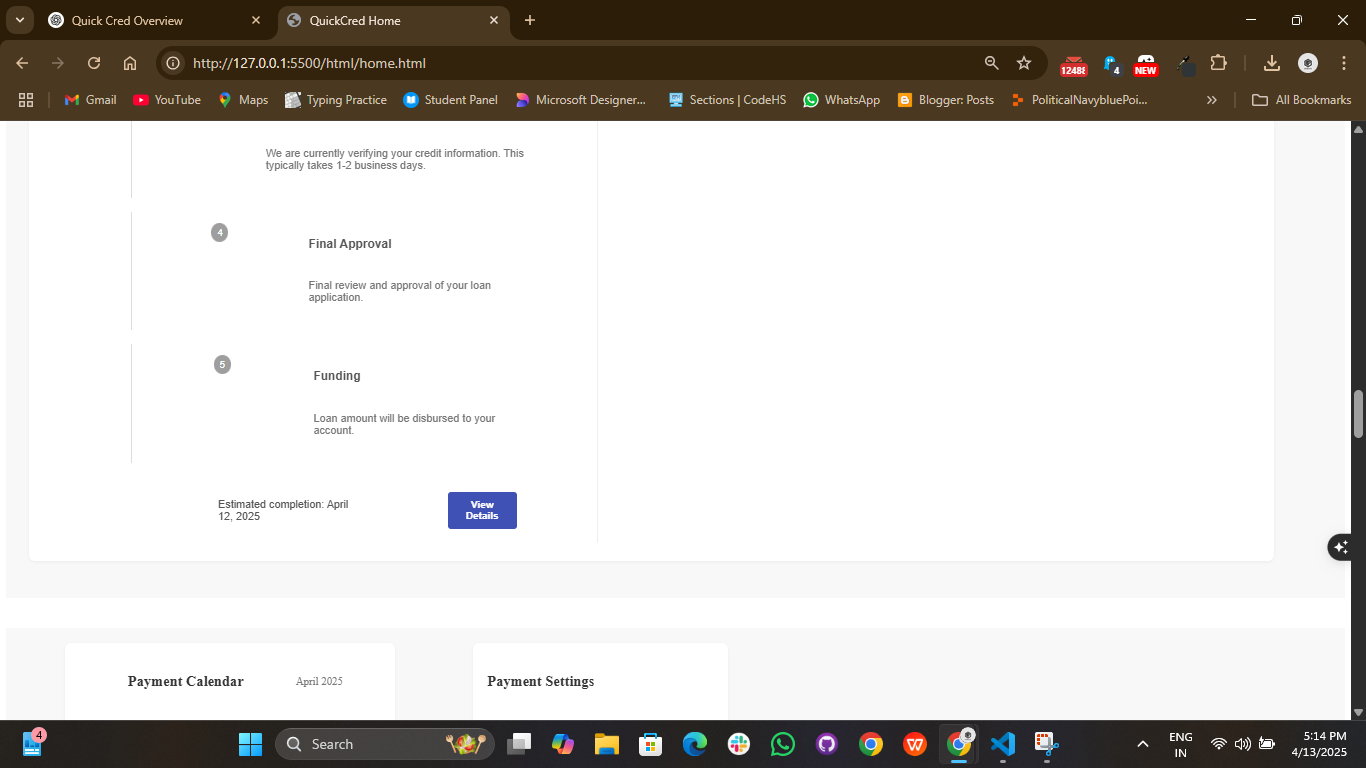 Quick Cred Overview
QuickCred Home
http://127.0.0.1:5500/html/home.html
12488
4
NEW
Gmail
YouTube
Maps
Typing Practice
Student Panel
Microsoft Designer...
Sections | CodeHS
WhatsApp
Blogger: Posts
PoliticalNavybluePoi...
All Bookmarks
We are currently verifying your credit information. This
typically takes 1-2 business days.
4
Final Approval
Final review and approval of your loan
application.
5
Funding
Loan amount will be disbursed to your
account.
Estimated completion: April
12, 2025
View
Details
Payment Calendar
April 2025
Payment Settings
4
Search
ENG
IN
5:14 PM
4/13/2025